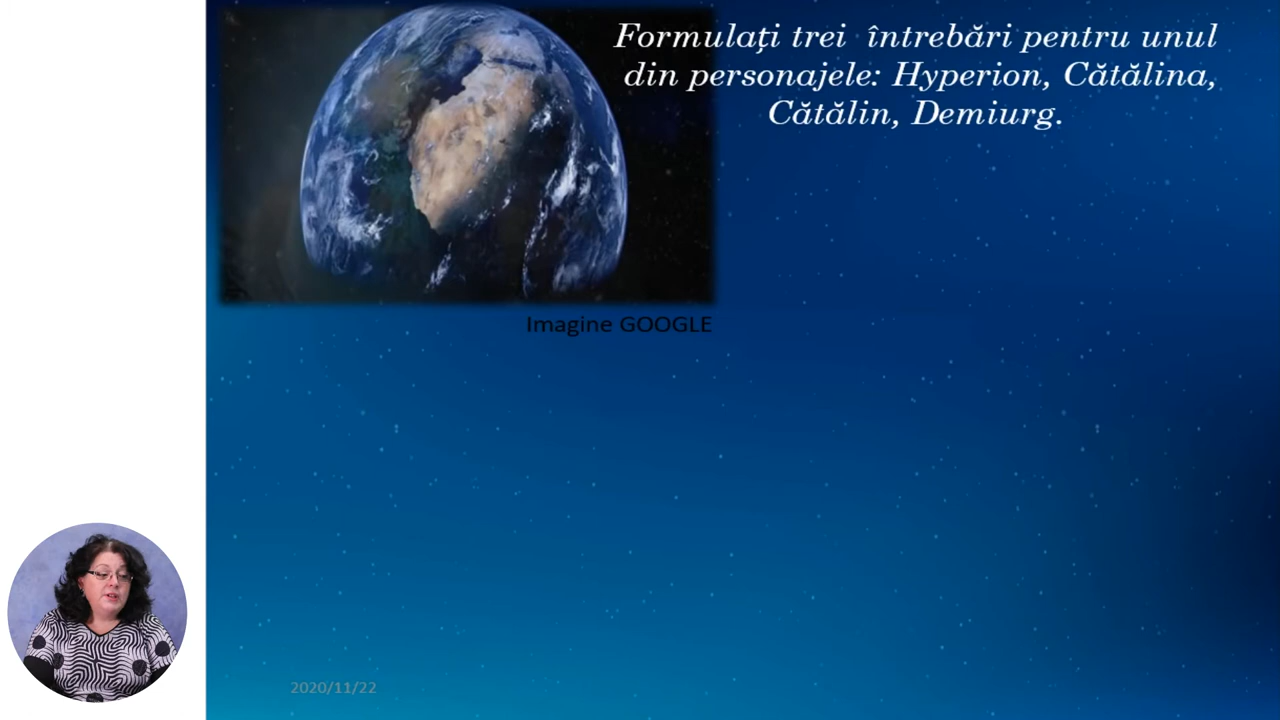 Formulați trei  întrebări pentru unul
din personajele: Hyperion, Cătălina,
Cătălin, Demiurg.
Imagine GOOGLE
2020/11/22